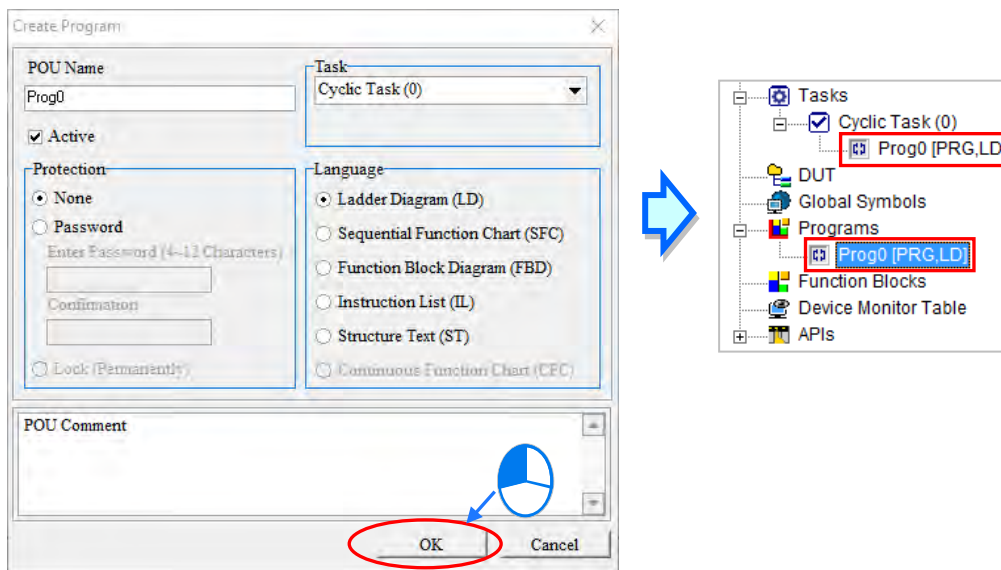 Create Program
POU Name
Prog0
Active
Task
Cyclic Task (0)
Protection
None
Password
Enter Password (4~12 Characters)
Confirmation
Lock (Permanently)
Language
Ladder Diagram (LD)
Sequential Function Chart (SFC)
Function Block Diagram (FBD)
Instruction List (IL)
Structure Text (ST)
Continuous Function Chart (CFC)
POU Comment
OK
Cancel
Tasks
Cyclic Task (0)
Prog0 [PRG,LD
DUT
Global Symbols
Programs
Prog0 [PRG,LD]
Function Blocks
Device Monitor Table
APIs